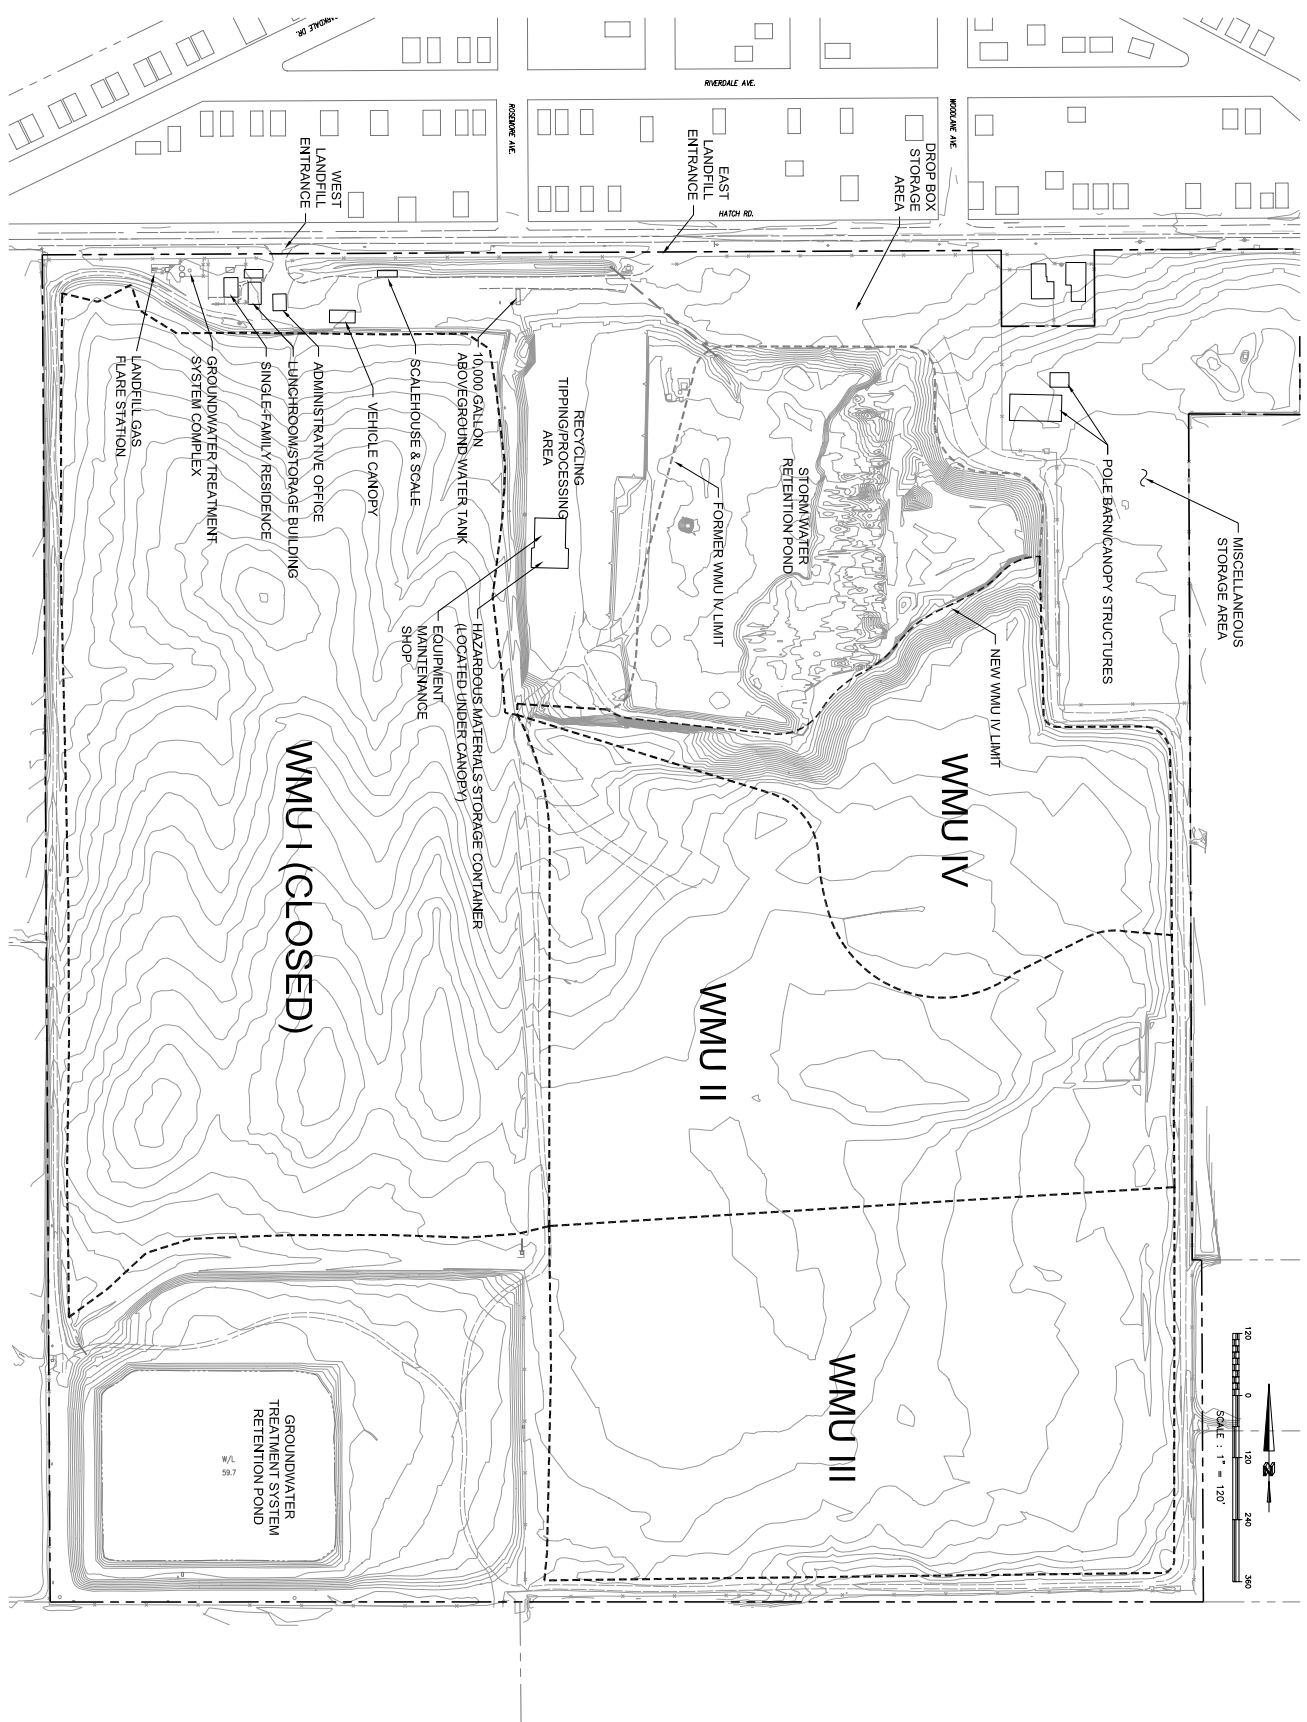 PARKDALE DR.
RIVERDALE AVE.
ROSEMORE AVE.
WOODLANE AVE.
HATCH RD.
WEST
LANDFILL
ENTRANCE
EAST
LANDFILL
ENTRANCE
DROP BOX
STORAGE
AREA
LANDFILL GAS
FLARE STATION
GROUNDWATER TREATMENT
SYSTEM COMPLEX
SINGLE-FAMILY RESIDENCE
LUNCHROOM/STORAGE BUILDING
ADMINISTRATIVE OFFICE
VEHICLE CANOPY
SCALEHOUSE & SCALE
10,000 GALLON
ABOVEGROUND WATER TANK
RECYCLING
TIPPING/PROCESSING
AREA
FORMER WMU IV LIMIT
STORM WATER
RETENTION POND
POLE BARN/CANOPY STRUCTURES
MISCELLANEOUS
STORAGE AREA
HAZARDOUS MATERIALS STORAGE CONTAINER
(LOCATED UNDER CANOPY)
EQUIPMENT
MAINTENANCE
SHOP
NEW WMU IV LIMIT
WMU I (CLOSED)
WMU IV
WMU II
WMU III
GROUNDWATER
TREATMENT SYSTEM
RETENTION POND
W/L
59.7
N
120 0 120 240 360
SCALE : 1" = 120'